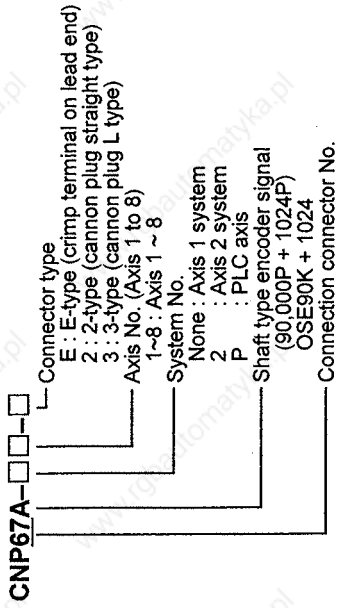 CNP67A–□□–□
Connector type
E : E-type (crimp terminal on lead end)
2 : 2-type (cannon plug straight type)
3 : 3-type (cannon plug L type)
Axis No. (Axis 1 to 8)
1~8 : Axis 1 ~ 8
System No.
None : Axis 1 system
2 : Axis 2 system
P : PLC axis
Shaft type encoder signal
(90,000P + 1024P)
OSE90K + 1024
Connection connector No.
www.rgbautomatyka.pl